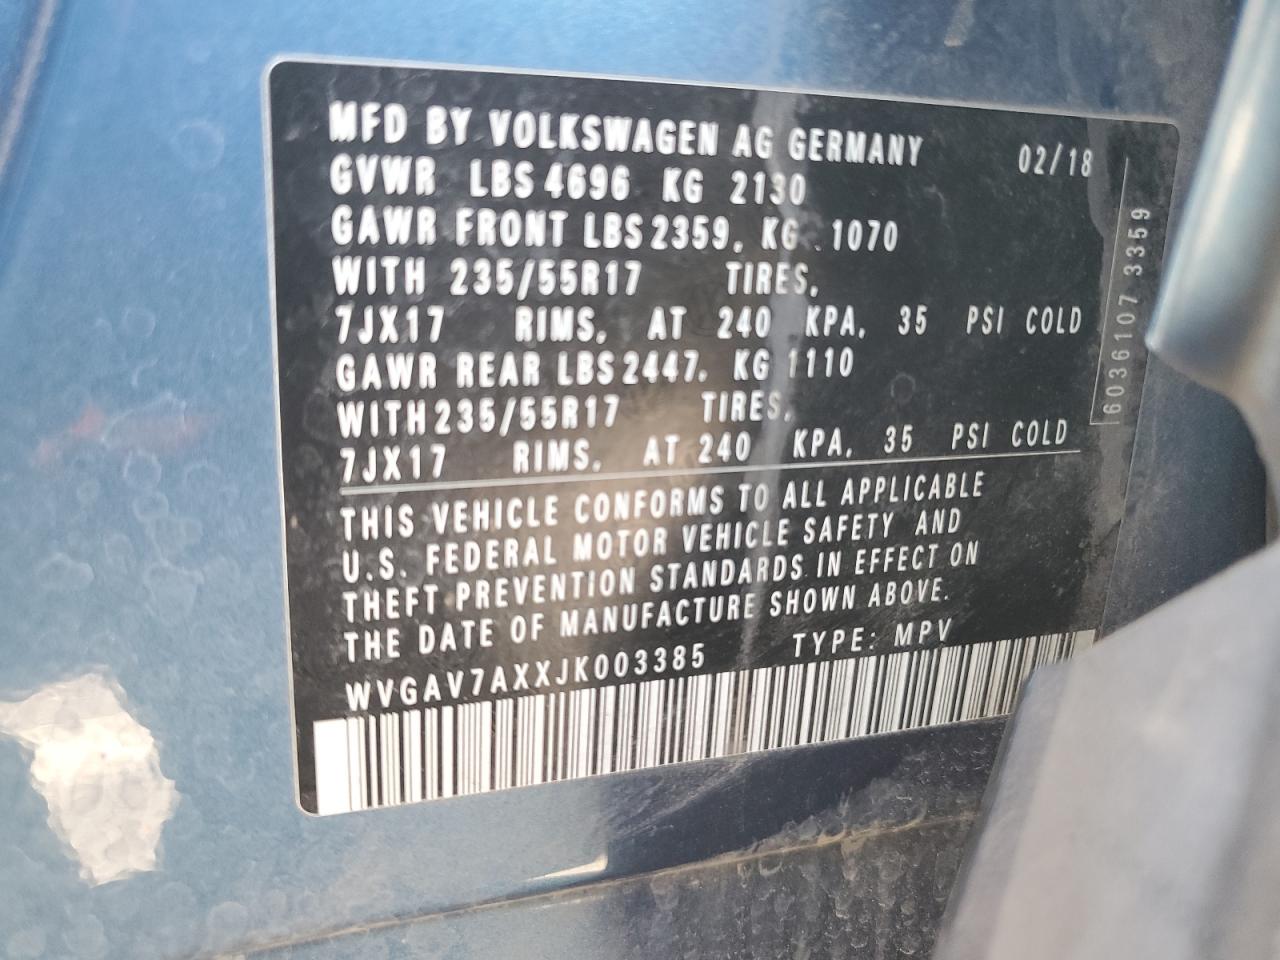 MFD BY VOLKSWAGEN AG GERMANY 02/18
GVWR LBS 4696 KG 2130
GAWR FRONT LBS 2359, KG 1070
WITH 235/55R17 TIRES,
7JX17 RIMS, AT 240 KPA, 35 PSI COLD
GAWR REAR LBS 2447, KG 1110
WITH 235/55R17 TIRES,
7JX17 RIMS, AT 240 KPA, 35 PSI COLD
THIS VEHICLE CONFORMS TO ALL APPLICABLE
U.S. FEDERAL MOTOR VEHICLE SAFETY AND
THEFT PREVENTION STANDARDS IN EFFECT ON
THE DATE OF MANUFACTURE SHOWN ABOVE.
WVGAV7AXXJK003385 TYPE: MPV
6036107 3359